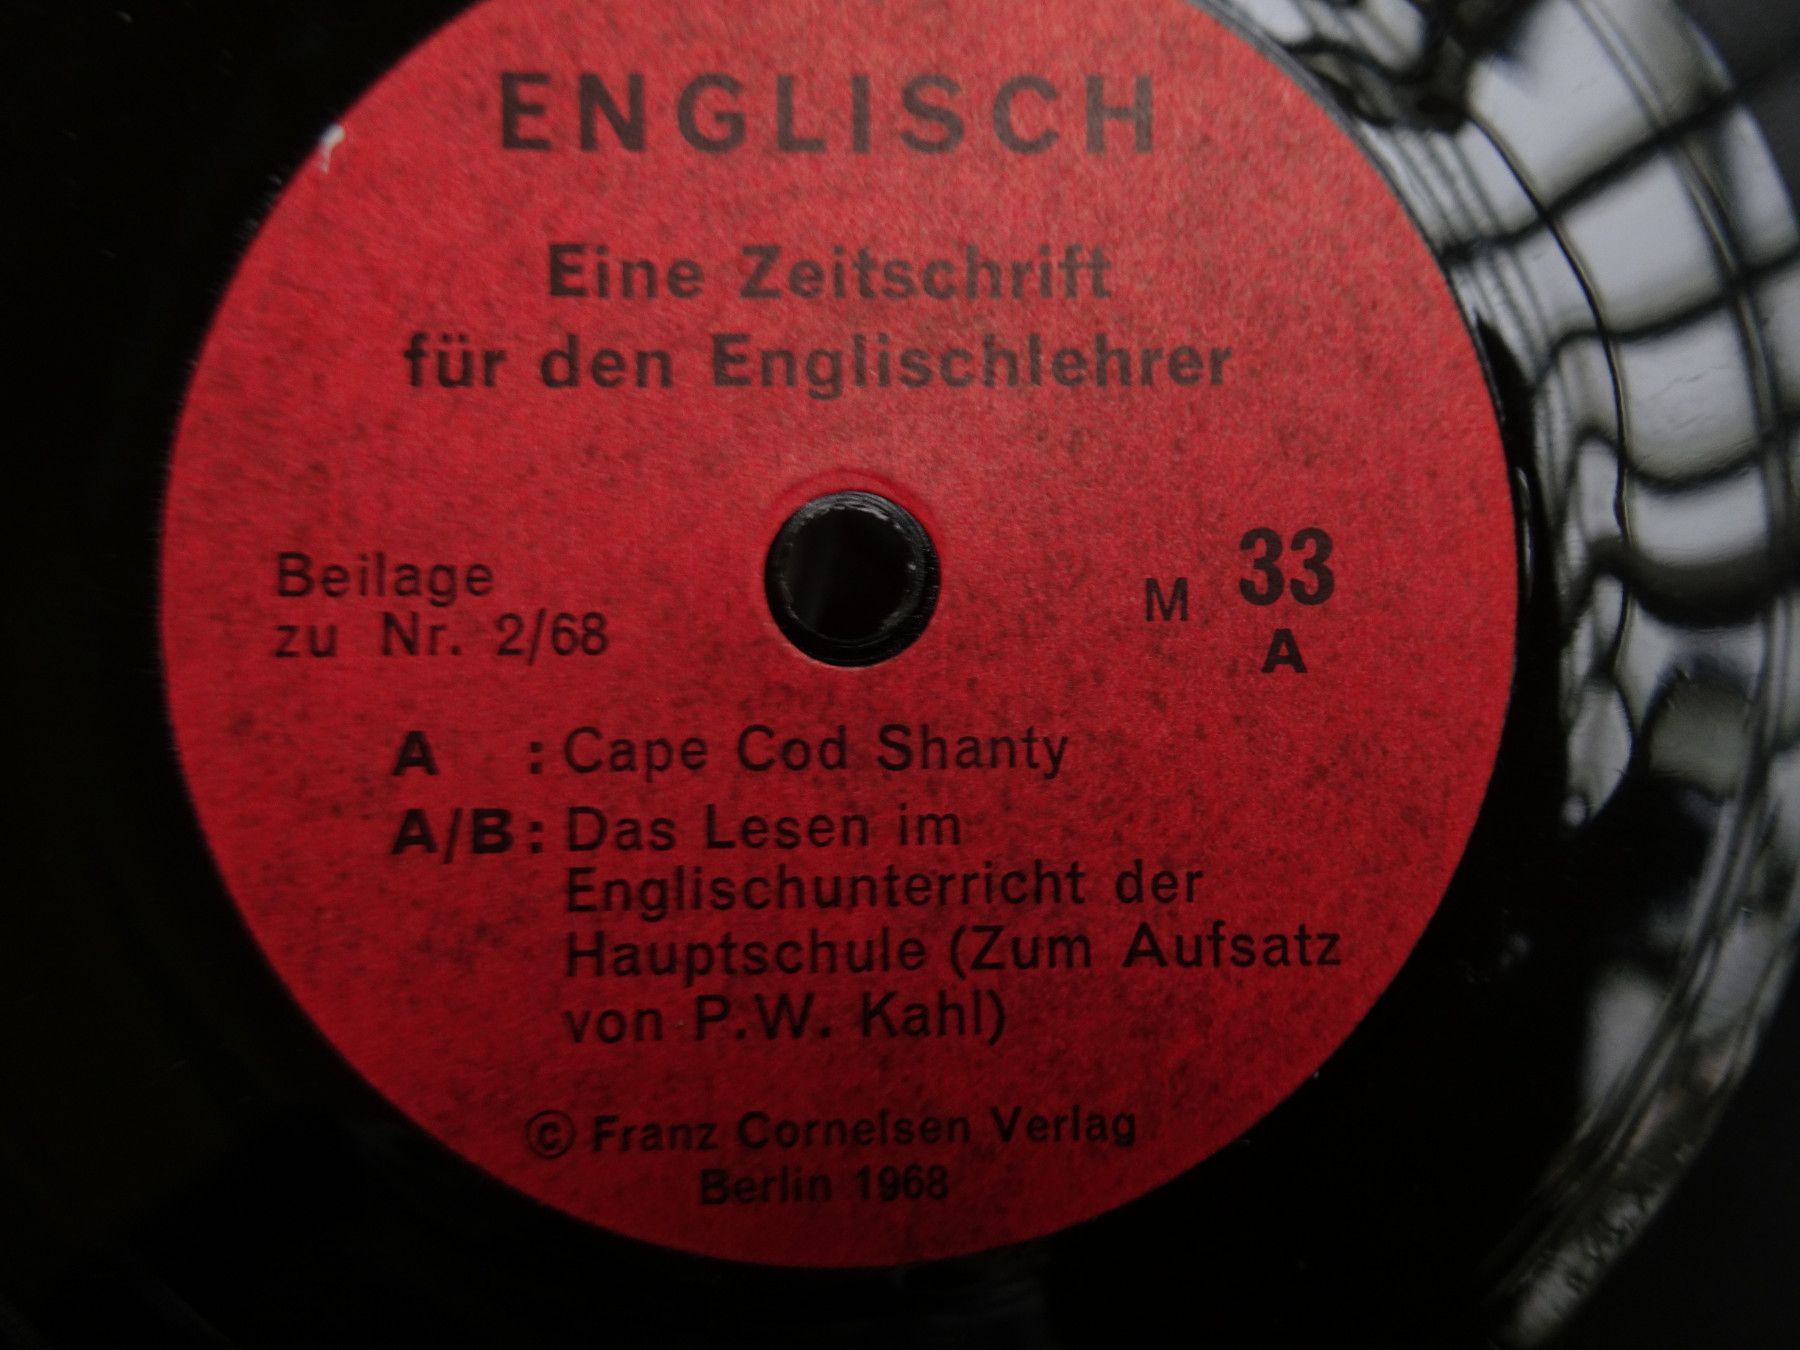 ENGLISCH
Eine Zeitschrift
für den Englischlehrer
Beilage
zu Nr. 2/68
M 33
A
A : Cape Cod Shanty
A/B: Das Lesen im
Englischunterricht der
Hauptschule (Zum Aufsatz
von P.W. Kahl)
© Franz Cornelsen Verlag
Berlin 1968